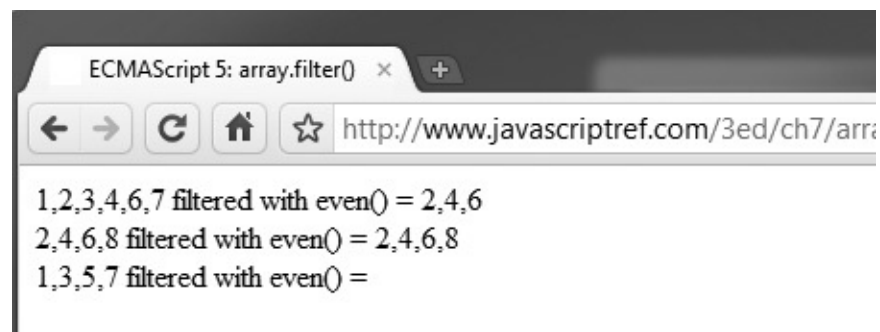 ECMAScript 5: array.filter()
http://www.javascriptref.com/3ed/ch7/arra
1,2,3,4,6,7 filtered with even() = 2,4,6
2,4,6,8 filtered with even() = 2,4,6,8
1,3,5,7 filtered with even() =